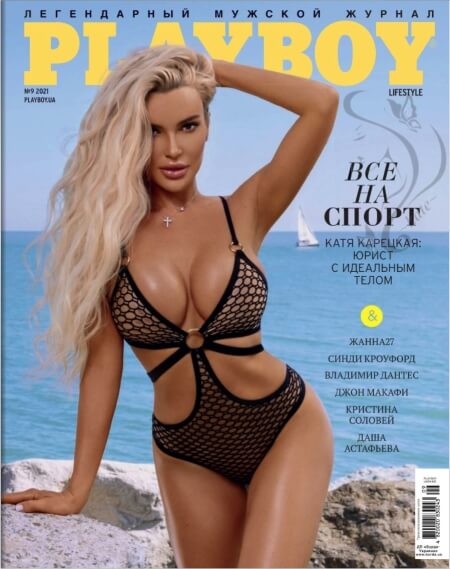 ЛЕГЕНДАРНЫЙ МУЖСКОЙ ЖУРНАЛ
PLAYBOY
№9 2021
PLAYBOY.UA
LIFESTYLE
ВСЕ
НА
СПОРТ
КАТЯ КАРЕЦКАЯ:
ЮРИСТ
С ИДЕАЛЬНЫМ
ТЕЛОМ
&
ЖАННА27
СИНДИ КРОУФОРД
ВЛАДИМИР ДАНТЕС
ДЖОН МАКАФИ
КРИСТИНА
СОЛОВЕЙ
ДАША
АСТАФЬЕВА